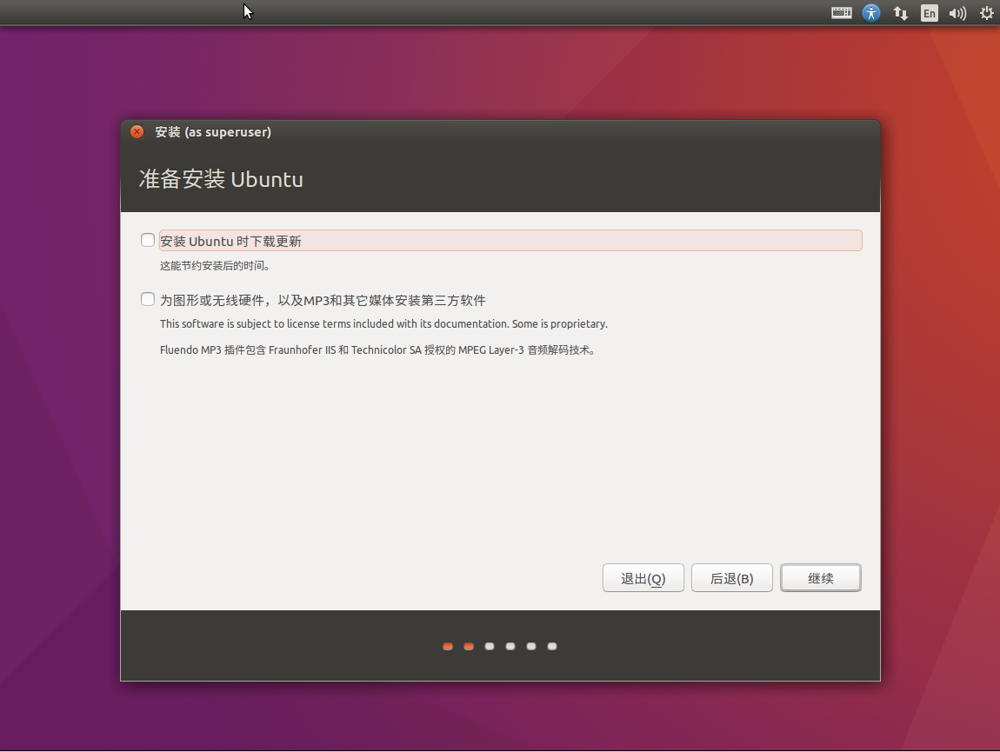 En
安装 (as superuser)
准备安装 Ubuntu
安装 Ubuntu 时下载更新
这能节约安装后的时间。
为图形或无线硬件，以及MP3和其它媒体安装第三方软件
This software is subject to license terms included with its documentation. Some is proprietary.
Fluendo MP3 插件包含 Fraunhofer IIS 和 Technicolor SA 授权的 MPEG Layer-3 音频解码技术。
退出(Q) 后退(B) 继续